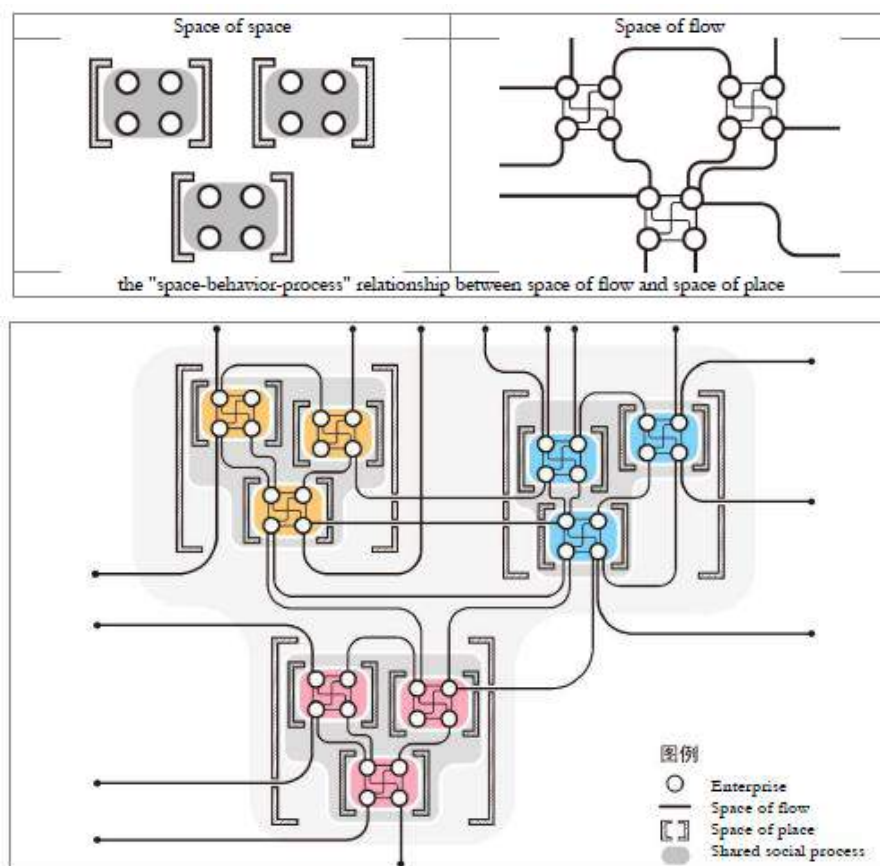 Space of space
Space of flow
the "space-behavior-process" relationship between space of flow and space of place
图例
Enterprise
Space of flow
Space of place
Shared social process